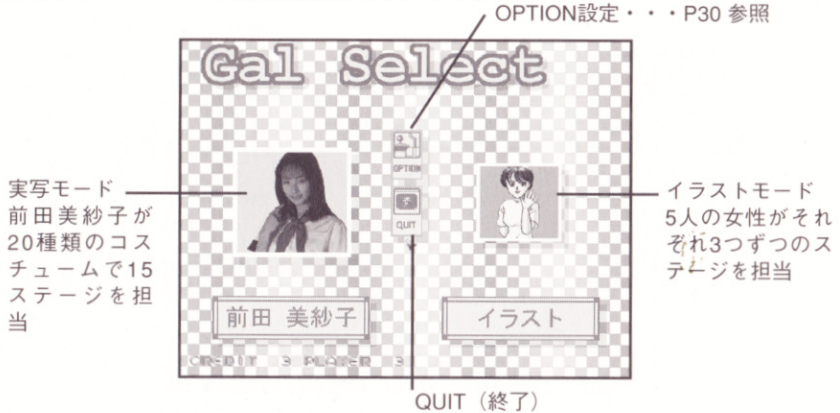 OPTION設定・・・P30 参照
Gal Select
実写モード
前田美紗子が
20種類のコス
チュームで15
ステージを担
当
OPTION
QUIT
イラストモード
5人の女性がそれ
ぞれ3つずつのス
テージを担当
前田 美紗子
イラスト
CREDIT 3 PLAYER 3
QUIT（終了）